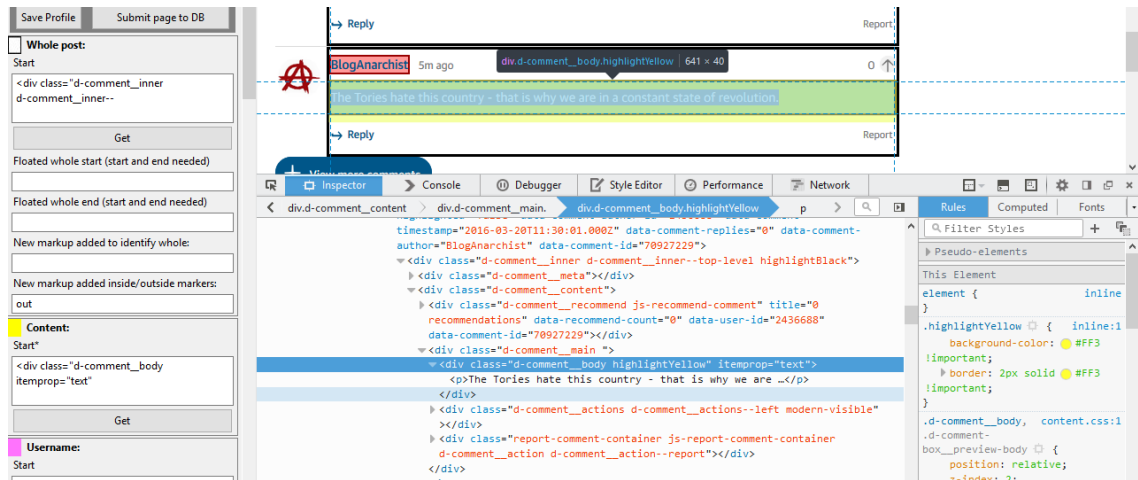 Save Profile
Submit page to DB
Whole post:
Start
<div class="d-comment__inner
d-comment__inner--
Get
Floated whole start (start and end needed)
Floated whole end (start and end needed)
New markup added to identify whole:
New markup added inside/outside markers:
out
Content:
Start*
<div class="d-comment__body
itemprop="text"
Get
Username:
Start
Reply
Report
BlogAnarchist 5m ago
div.d-comment__body.highlightYellow | 641 × 40
0
The Tories hate this country - that is why we are in a constant state of revolution.
Reply
Report
View more comments
Inspector
Console
Debugger
Style Editor
Performance
Network
div.d-comment__content
div.d-comment__main.
div.d-comment__body.highlightYellow
p
timestamp="2016-03-20T11:30:01.000Z" data-comment-replies="0" data-comment-
author="BlogAnarchist" data-comment-id="70927229">
<div class="d-comment__inner d-comment__inner--top-level highlightBlack">
<div class="d-comment__meta"></div>
<div class="d-comment__content">
<div class="d-comment__recommend js-recommend-comment" title="0
recommendations" data-recommend-count="0" data-user-id="2436688"
data-comment-id="70927229"></div>
<div class="d-comment__main ">
<div class="d-comment__body highlightYellow" itemprop="text">
<p>The Tories hate this country - that is why we are …</p>
</div>
<div class="d-comment__actions d-comment__actions--left modern-visible"
></div>
<div class="report-comment-container js-report-comment-container
d-comment__action d-comment__action--report"></div>
</div>
Rules
Computed
Fonts
Filter Styles
+
Pseudo-elements
This Element
element { inline
}
.highlightYellow { inline:1
background-color: #FF3
!important;
border: 2px solid #FF3
!important;
}
.d-comment__body, content.css:1
.d-comment-
box__preview-body {
position: relative;
z-index: 2;